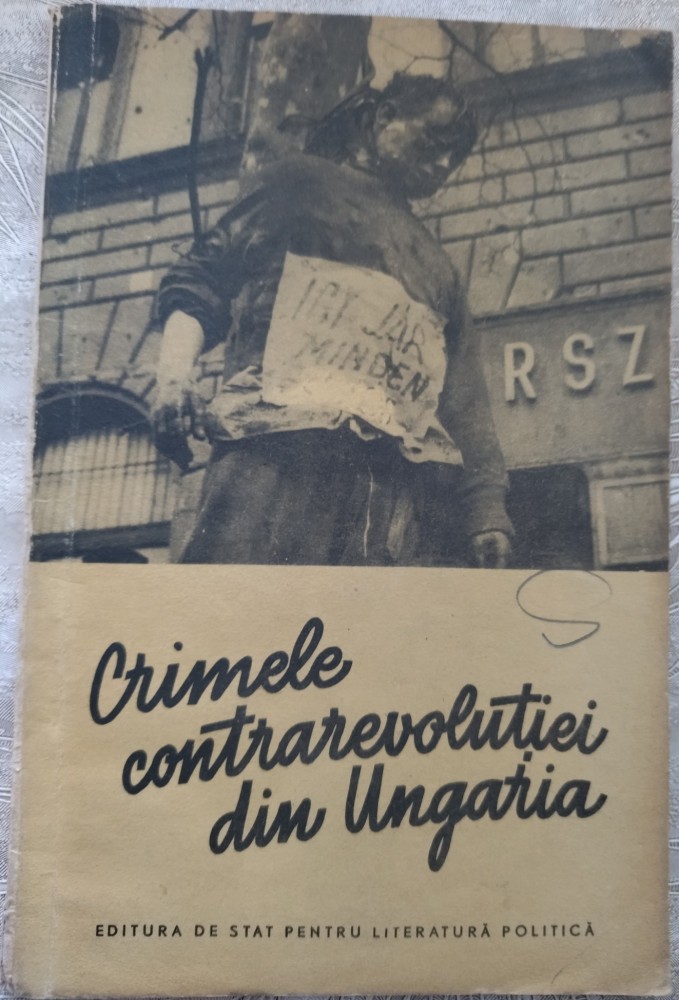 IGY JÁR
MINDEN
RSZ
Crimele
contrarevoluției
din Ungaria
EDITURA DE STAT PENTRU LITERATURĂ POLITICĂ